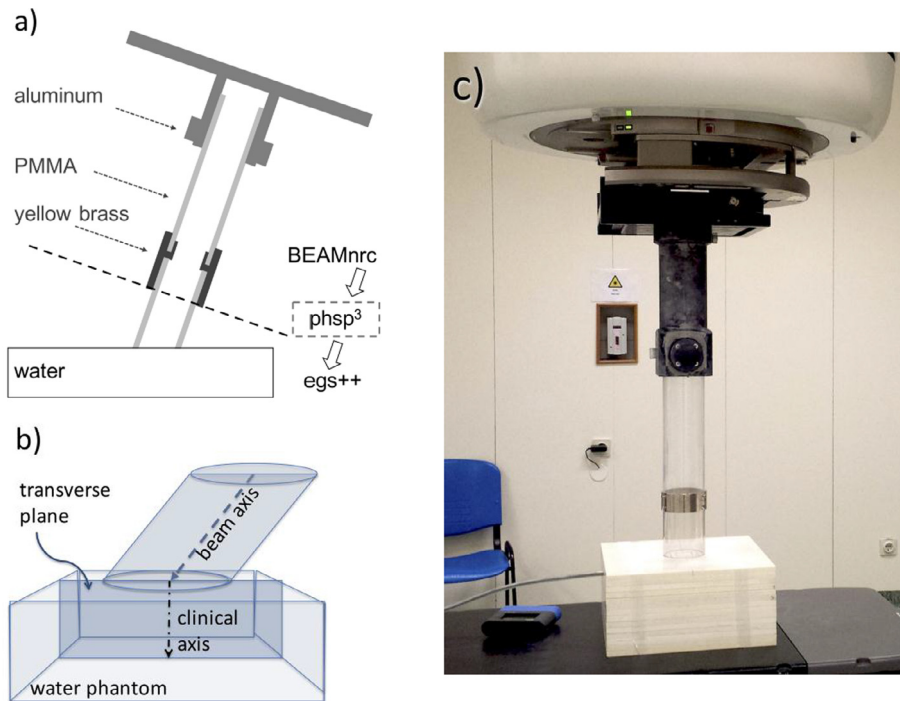 a)
aluminum
PMMA
yellow brass
BEAMnrc
phsp³
egs++
water
b)
transverse
plane
beam axis
clinical
axis
water phantom
c)